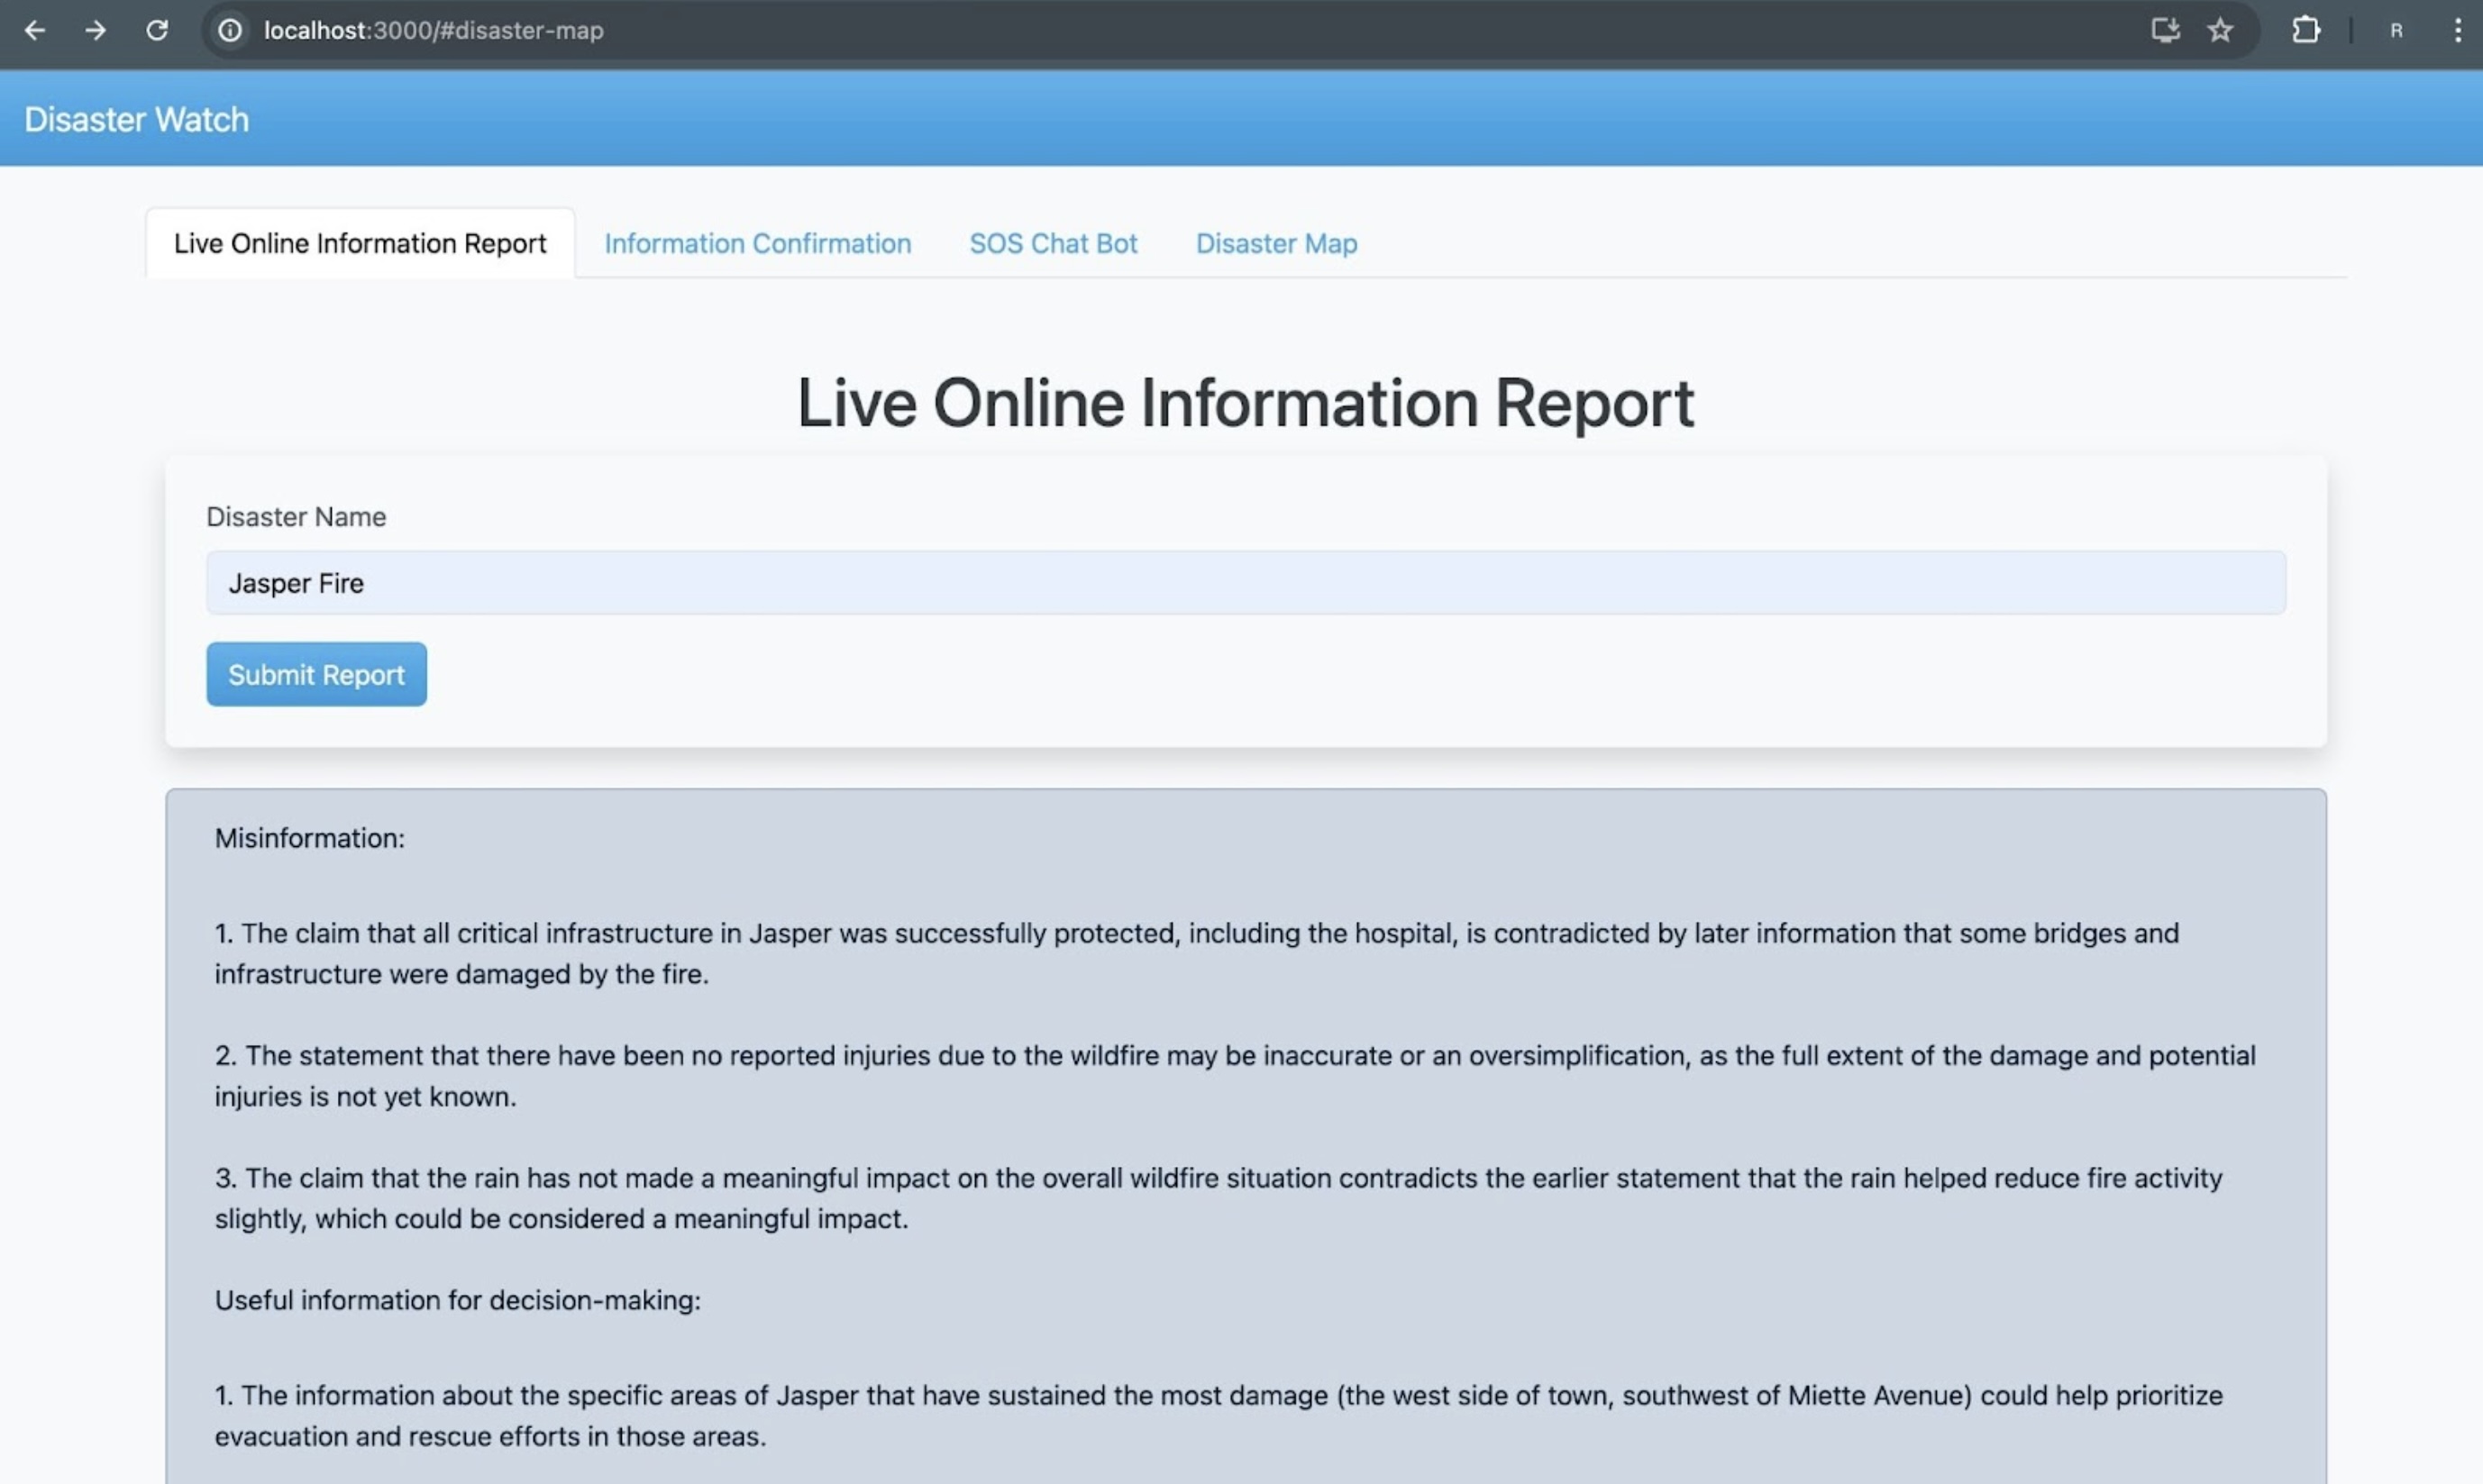 localhost:3000/#disaster-map
R
Disaster Watch
Live Online Information Report
Information Confirmation
SOS Chat Bot
Disaster Map
Live Online Information Report
Disaster Name
Jasper Fire
Submit Report
Misinformation:
1. The claim that all critical infrastructure in Jasper was successfully protected, including the hospital, is contradicted by later information that some bridges and
infrastructure were damaged by the fire.
2. The statement that there have been no reported injuries due to the wildfire may be inaccurate or an oversimplification, as the full extent of the damage and potential
injuries is not yet known.
3. The claim that the rain has not made a meaningful impact on the overall wildfire situation contradicts the earlier statement that the rain helped reduce fire activity
slightly, which could be considered a meaningful impact.
Useful information for decision-making:
1. The information about the specific areas of Jasper that have sustained the most damage (the west side of town, southwest of Miette Avenue) could help prioritize
evacuation and rescue efforts in those areas.